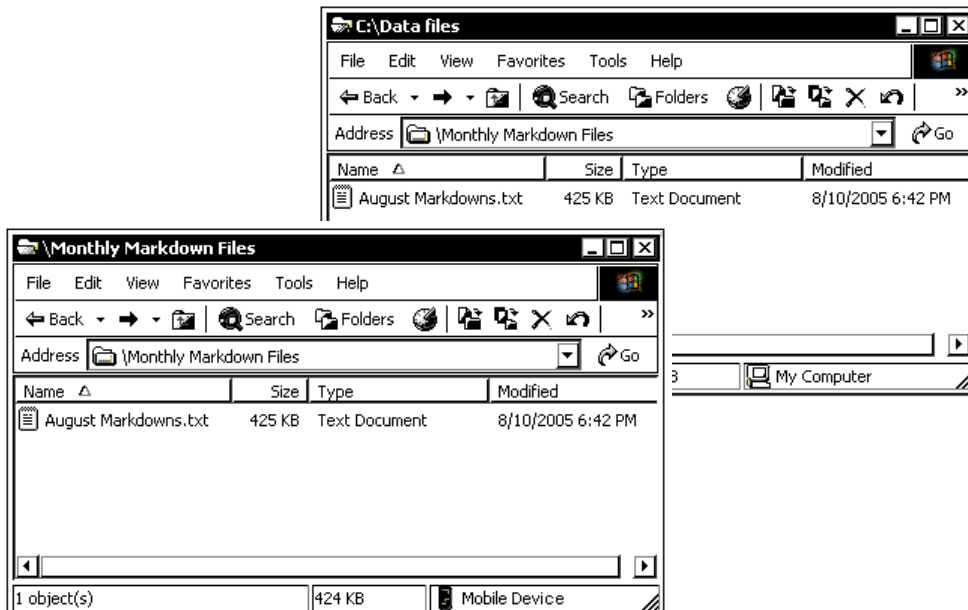 C:\Data files
File Edit View Favorites Tools Help
Back Search Folders »
Address \Monthly Markdown Files Go
Name Size Type Modified
August Markdowns.txt 425 KB Text Document 8/10/2005 6:42 PM
My Computer
\Monthly Markdown Files
File Edit View Favorites Tools Help
Back Search Folders »
Address \Monthly Markdown Files Go
Name Size Type Modified
August Markdowns.txt 425 KB Text Document 8/10/2005 6:42 PM
1 object(s) 424 KB Mobile Device